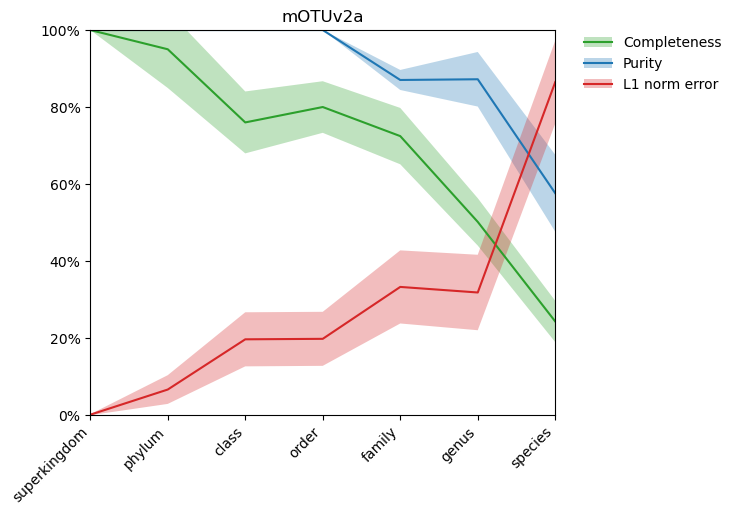 mOTUv2a
100%
80%
60%
40%
20%
0%
superkingdom
phylum
class
order
family
genus
species
Completeness
Purity
L1 norm error